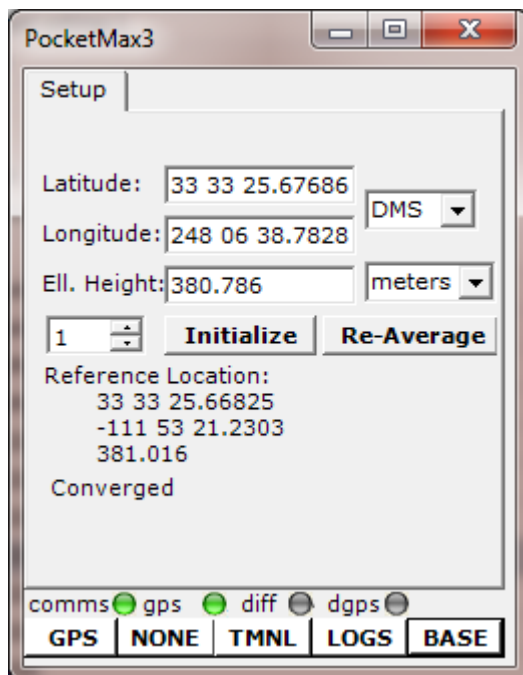 PocketMax3
Setup
Latitude: 33 33 25.67686
DMS
Longitude: 248 06 38.7828
Ell. Height: 380.786 meters
1 Initialize Re-Average
Reference Location:
33 33 25.66825
-111 53 21.2303
381.016
Converged
comms gps diff dgps
GPS NONE TMNL LOGS BASE